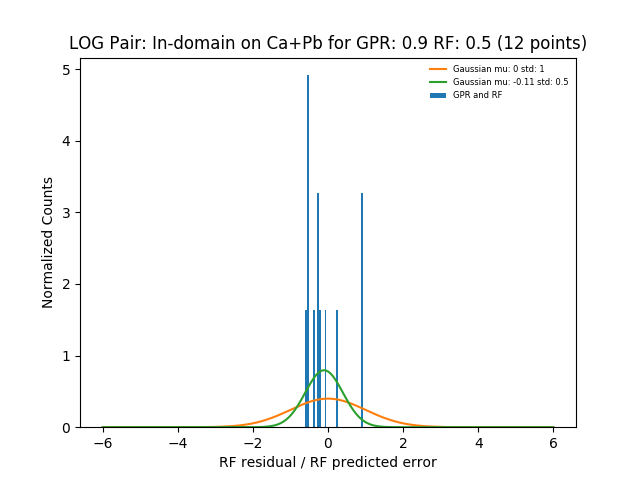 LOG Pair: In-domain on Ca+Pb for GPR: 0.9 RF: 0.5 (12 points)
Gaussian mu: 0 std: 1
Gaussian mu: -0.11 std: 0.5
GPR and RF
Normalized Counts
5
4
3
2
1
0
−6 −4 −2 0 2 4 6
RF residual / RF predicted error